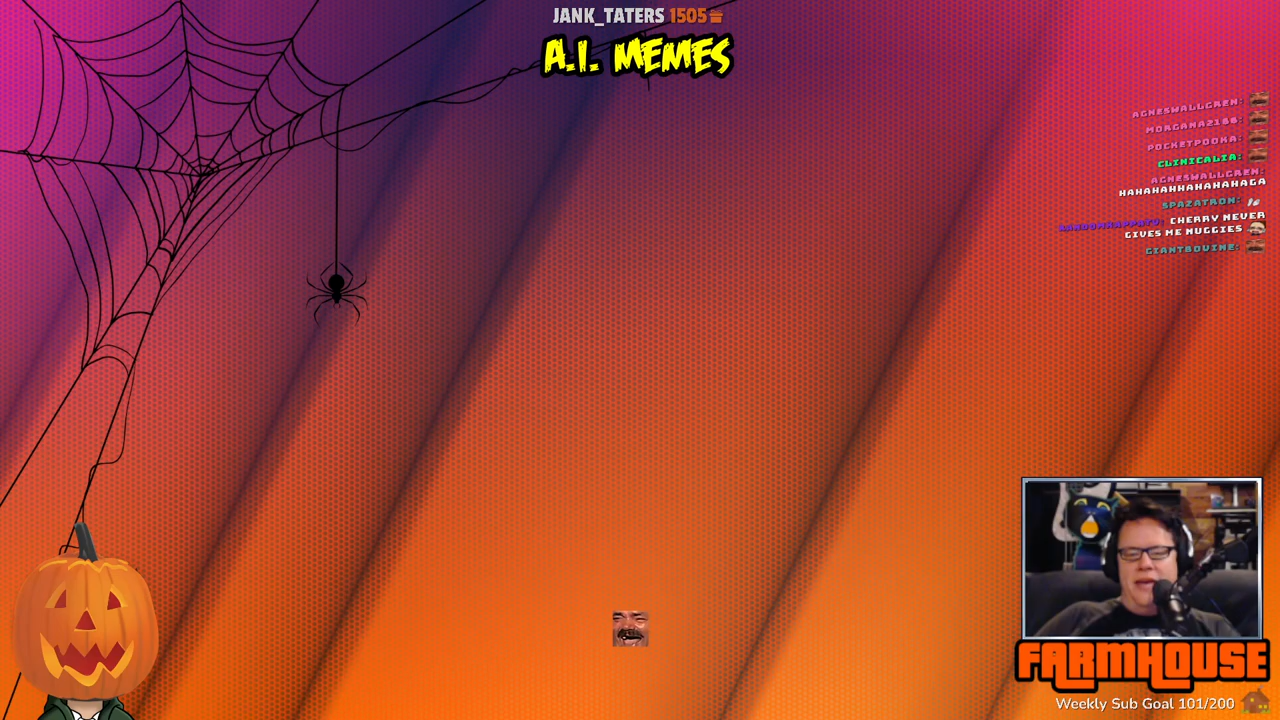 JANK_TATERS 1505
A.I. MEMES
AGNESWALLGREN:
MORGANA2188:
POCKETPOOKA:
CLINICALIA:
AGNESWALLGREN:
HAHAHAHHAHAHAHAGA
SPAZATRON:
CHERRY NEVER
GIVES ME NUGGIES
GIANTBOVINE:
FARMHOUSE
Weekly Sub Goal 101/200